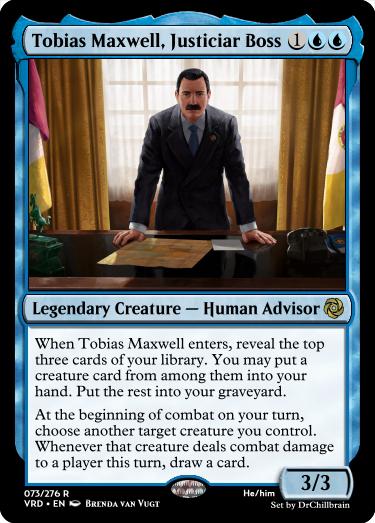 Tobias Maxwell, Justiciar Boss 1
Legendary Creature — Human Advisor
When Tobias Maxwell enters, reveal the top
three cards of your library. You may put a
creature card from among them into your
hand. Put the rest into your graveyard.
At the beginning of combat on your turn,
choose another target creature you control.
Whenever that creature deals combat damage
to a player this turn, draw a card.
3/3
073/276 R
VRD • EN Brenda van Vugt
He/him
Set by DrChillbrain